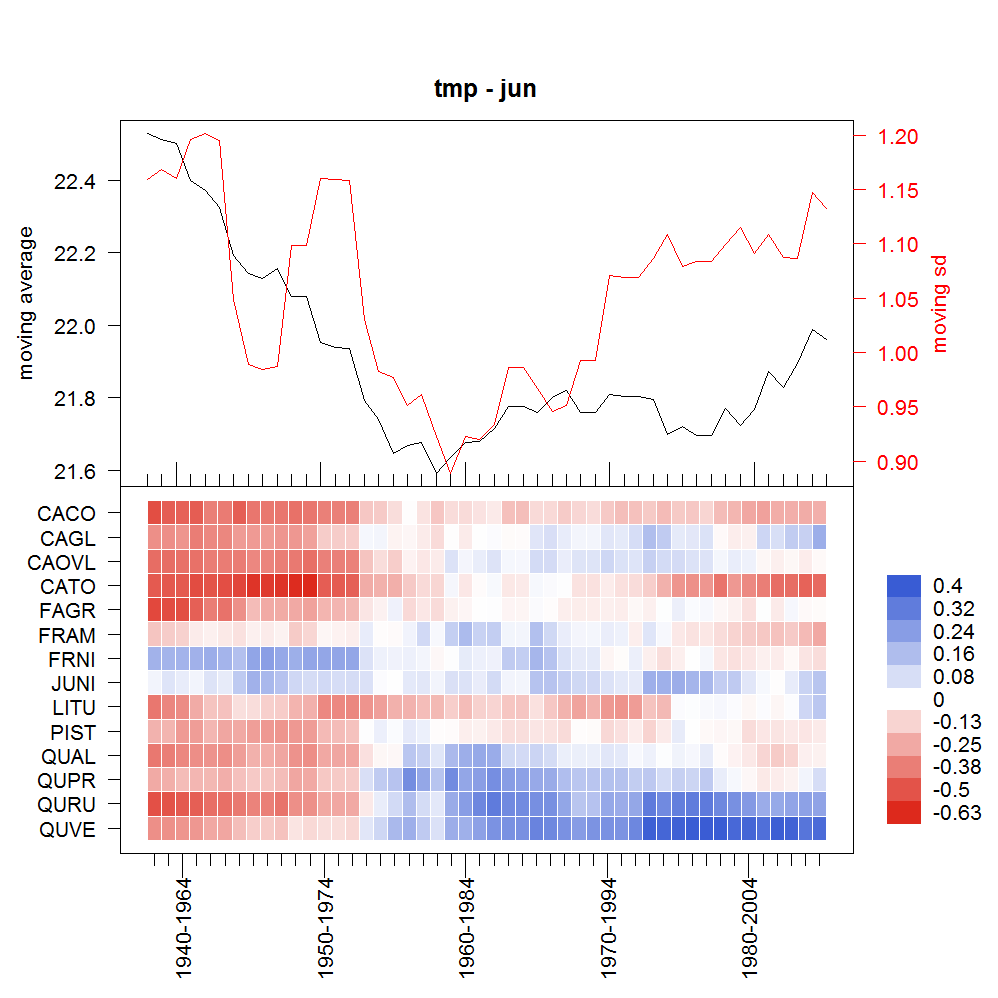 tmp - jun
moving average
22.4
22.2
22.0
21.8
21.6
1.20
1.15
1.10
1.05
1.00
0.95
0.90
moving sd
CACO
CAGL
CAOVL
CATO
FAGR
FRAM
FRNI
JUNI
LITU
PIST
QUAL
QUPR
QURU
QUVE
0.4
0.32
0.24
0.16
0.08
0
-0.13
-0.25
-0.38
-0.5
-0.63
1940-1964
1950-1974
1960-1984
1970-1994
1980-2004